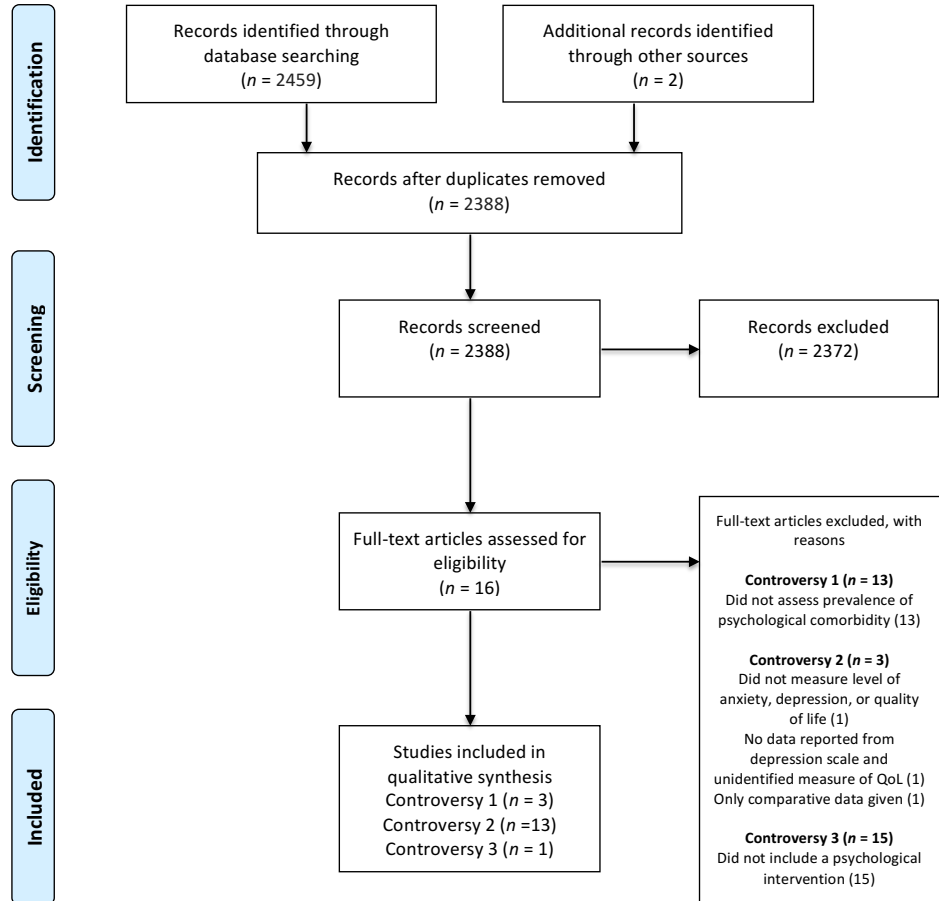 Identification
Records identified through
database searching
(n = 2459)
Additional records identified
through other sources
(n = 2)
Records after duplicates removed
(n = 2388)
Screening
Records screened
(n = 2388)
Records excluded
(n = 2372)
Eligibility
Full-text articles assessed for
eligibility
(n = 16)
Full-text articles excluded, with
reasons
Controversy 1 (n = 13)
Did not assess prevalence of
psychological comorbidity (13)
Controversy 2 (n = 3)
Did not measure level of
anxiety, depression, or quality
of life (1)
No data reported from
depression scale and
unidentified measure of QoL (1)
Only comparative data given (1)
Controversy 3 (n = 15)
Did not include a psychological
intervention (15)
Included
Studies included in
qualitative synthesis
Controversy 1 (n = 3)
Controversy 2 (n =13)
Controversy 3 (n = 1)